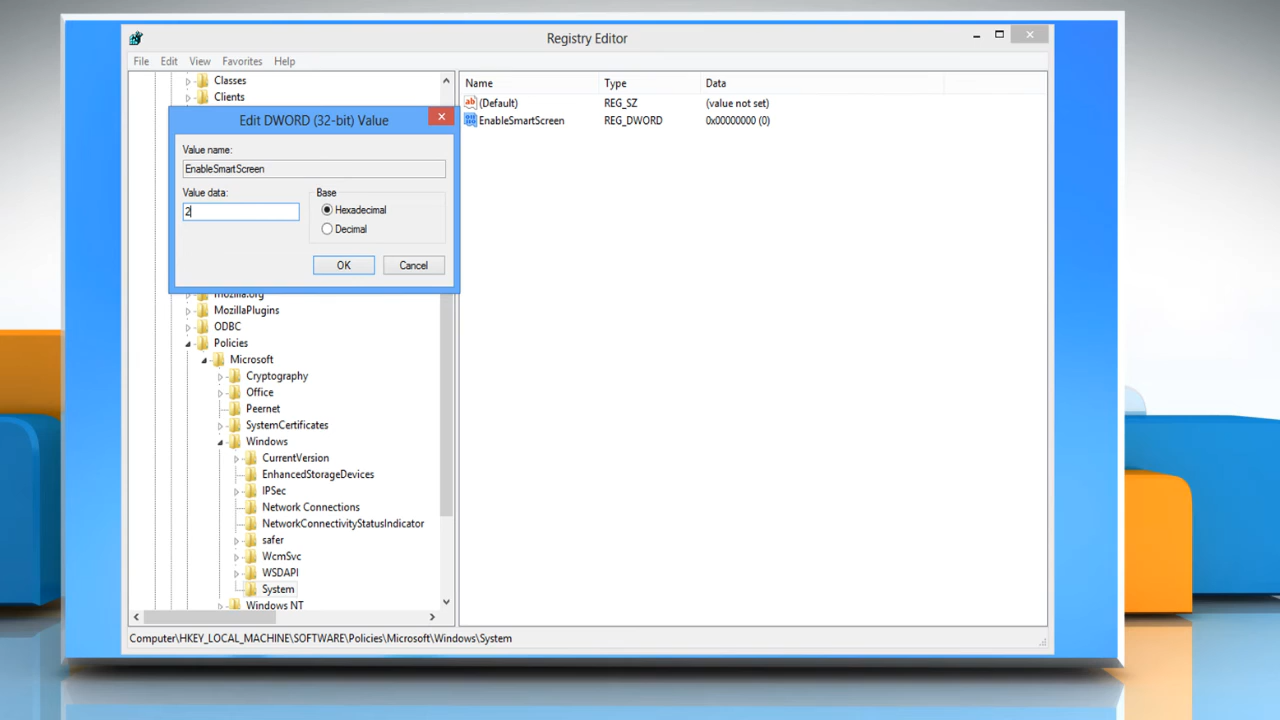 Registry Editor
File Edit View Favorites Help
Classes
Clients
Edit DWORD (32-bit) Value
Value name:
EnableSmartScreen
Value data:
2
Base
Hexadecimal
Decimal
OK Cancel
mozilla.org
MozillaPlugins
ODBC
Policies
Microsoft
Cryptography
Office
Peernet
SystemCertificates
Windows
CurrentVersion
EnhancedStorageDevices
IPSec
Network Connections
NetworkConnectivityStatusIndicator
safer
WcmSvc
WSDAPI
System
Windows NT
Name Type Data
ab (Default) REG_SZ (value not set)
EnableSmartScreen REG_DWORD 0x00000000 (0)
Computer\HKEY_LOCAL_MACHINE\SOFTWARE\Policies\Microsoft\Windows\System